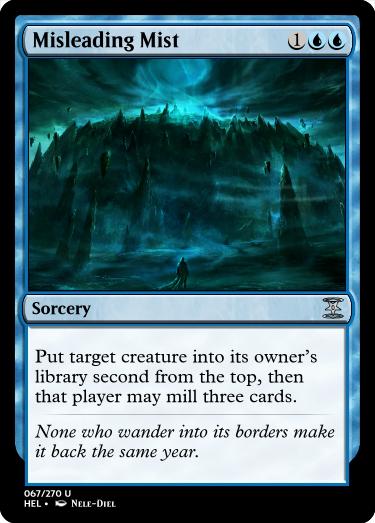 Misleading Mist 1
Sorcery
Put target creature into its owner's
library second from the top, then
that player may mill three cards.
None who wander into its borders make
it back the same year.
067/270 U
HEL • Nele-Diel